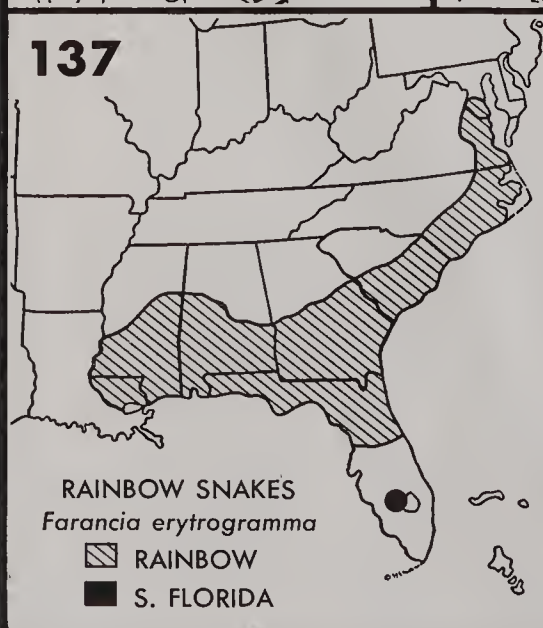 137
RAINBOW SNAKES
Farancia erytrogramma
RAINBOW
S. FLORIDA